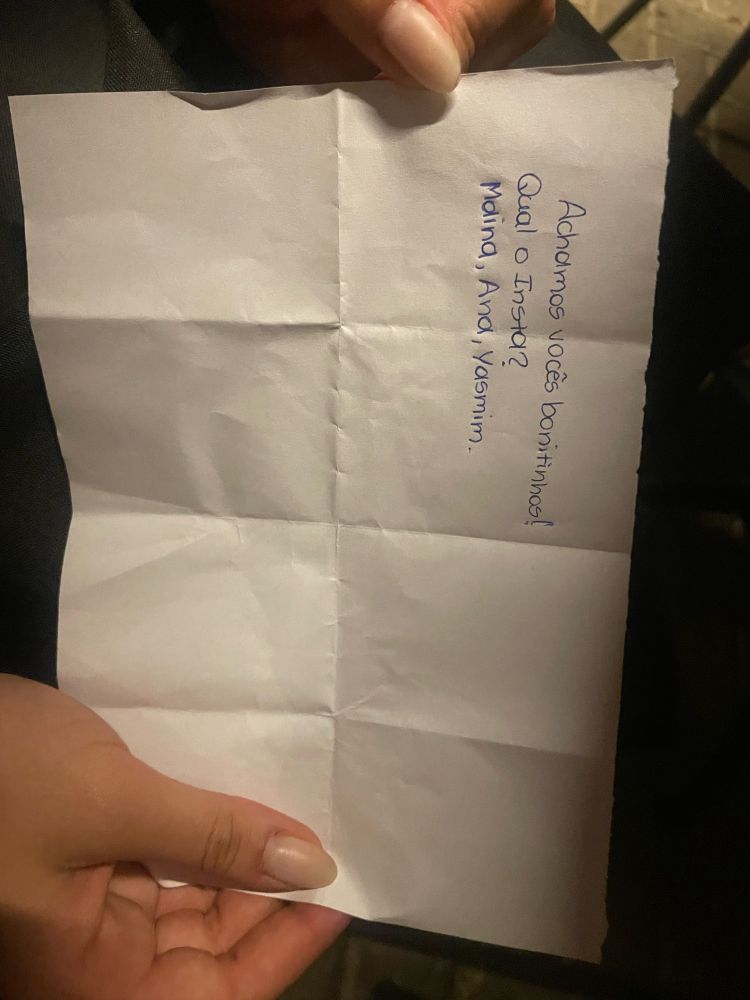 Achamos vocês bonitinhos!
Qual o Insta?
Maina, Ana, Yasmim.